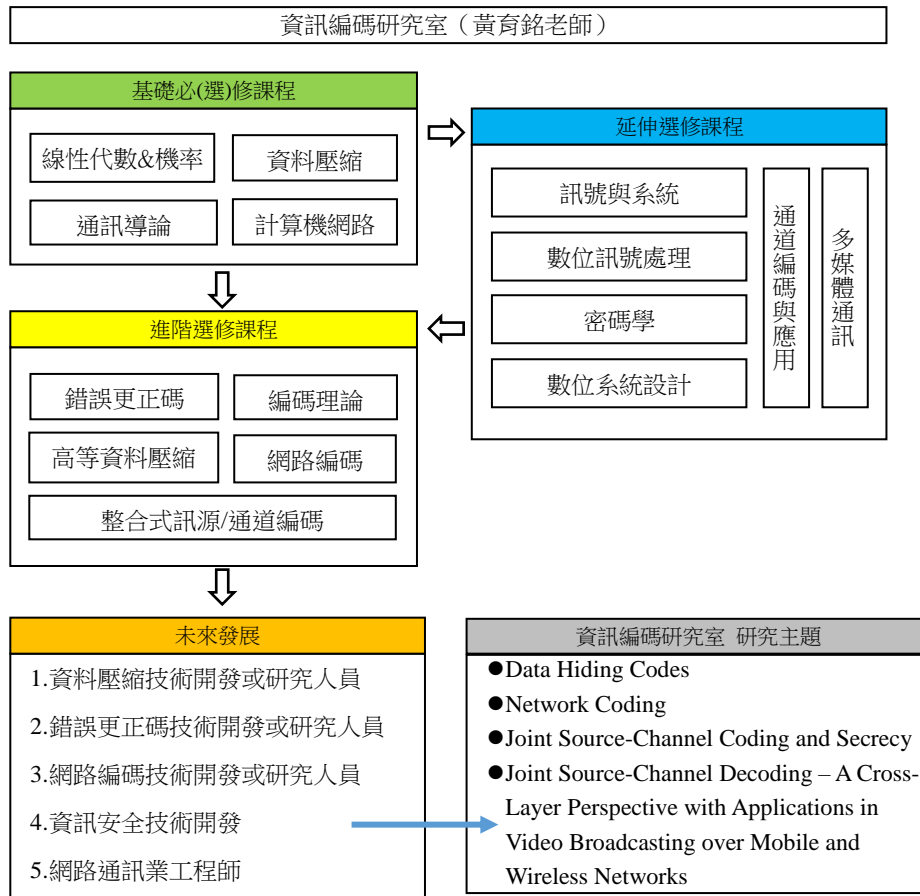 資訊編碼研究室（黃育銘老師）
基礎必(選)修課程
線性代數&機率
資料壓縮
通訊導論
計算機網路
延伸選修課程
訊號與系統
數位訊號處理
密碼學
數位系統設計
通道編碼與應用
多媒體通訊
進階選修課程
錯誤更正碼
編碼理論
高等資料壓縮
網路編碼
整合式訊源/通道編碼
未來發展
1.資料壓縮技術開發或研究人員
2.錯誤更正碼技術開發或研究人員
3.網路編碼技術開發或研究人員
4.資訊安全技術開發
5.網路通訊業工程師
資訊編碼研究室 研究主題
●Data Hiding Codes
●Network Coding
●Joint Source-Channel Coding and Secrecy
●Joint Source-Channel Decoding – A Cross-
Layer Perspective with Applications in
Video Broadcasting over Mobile and
Wireless Networks